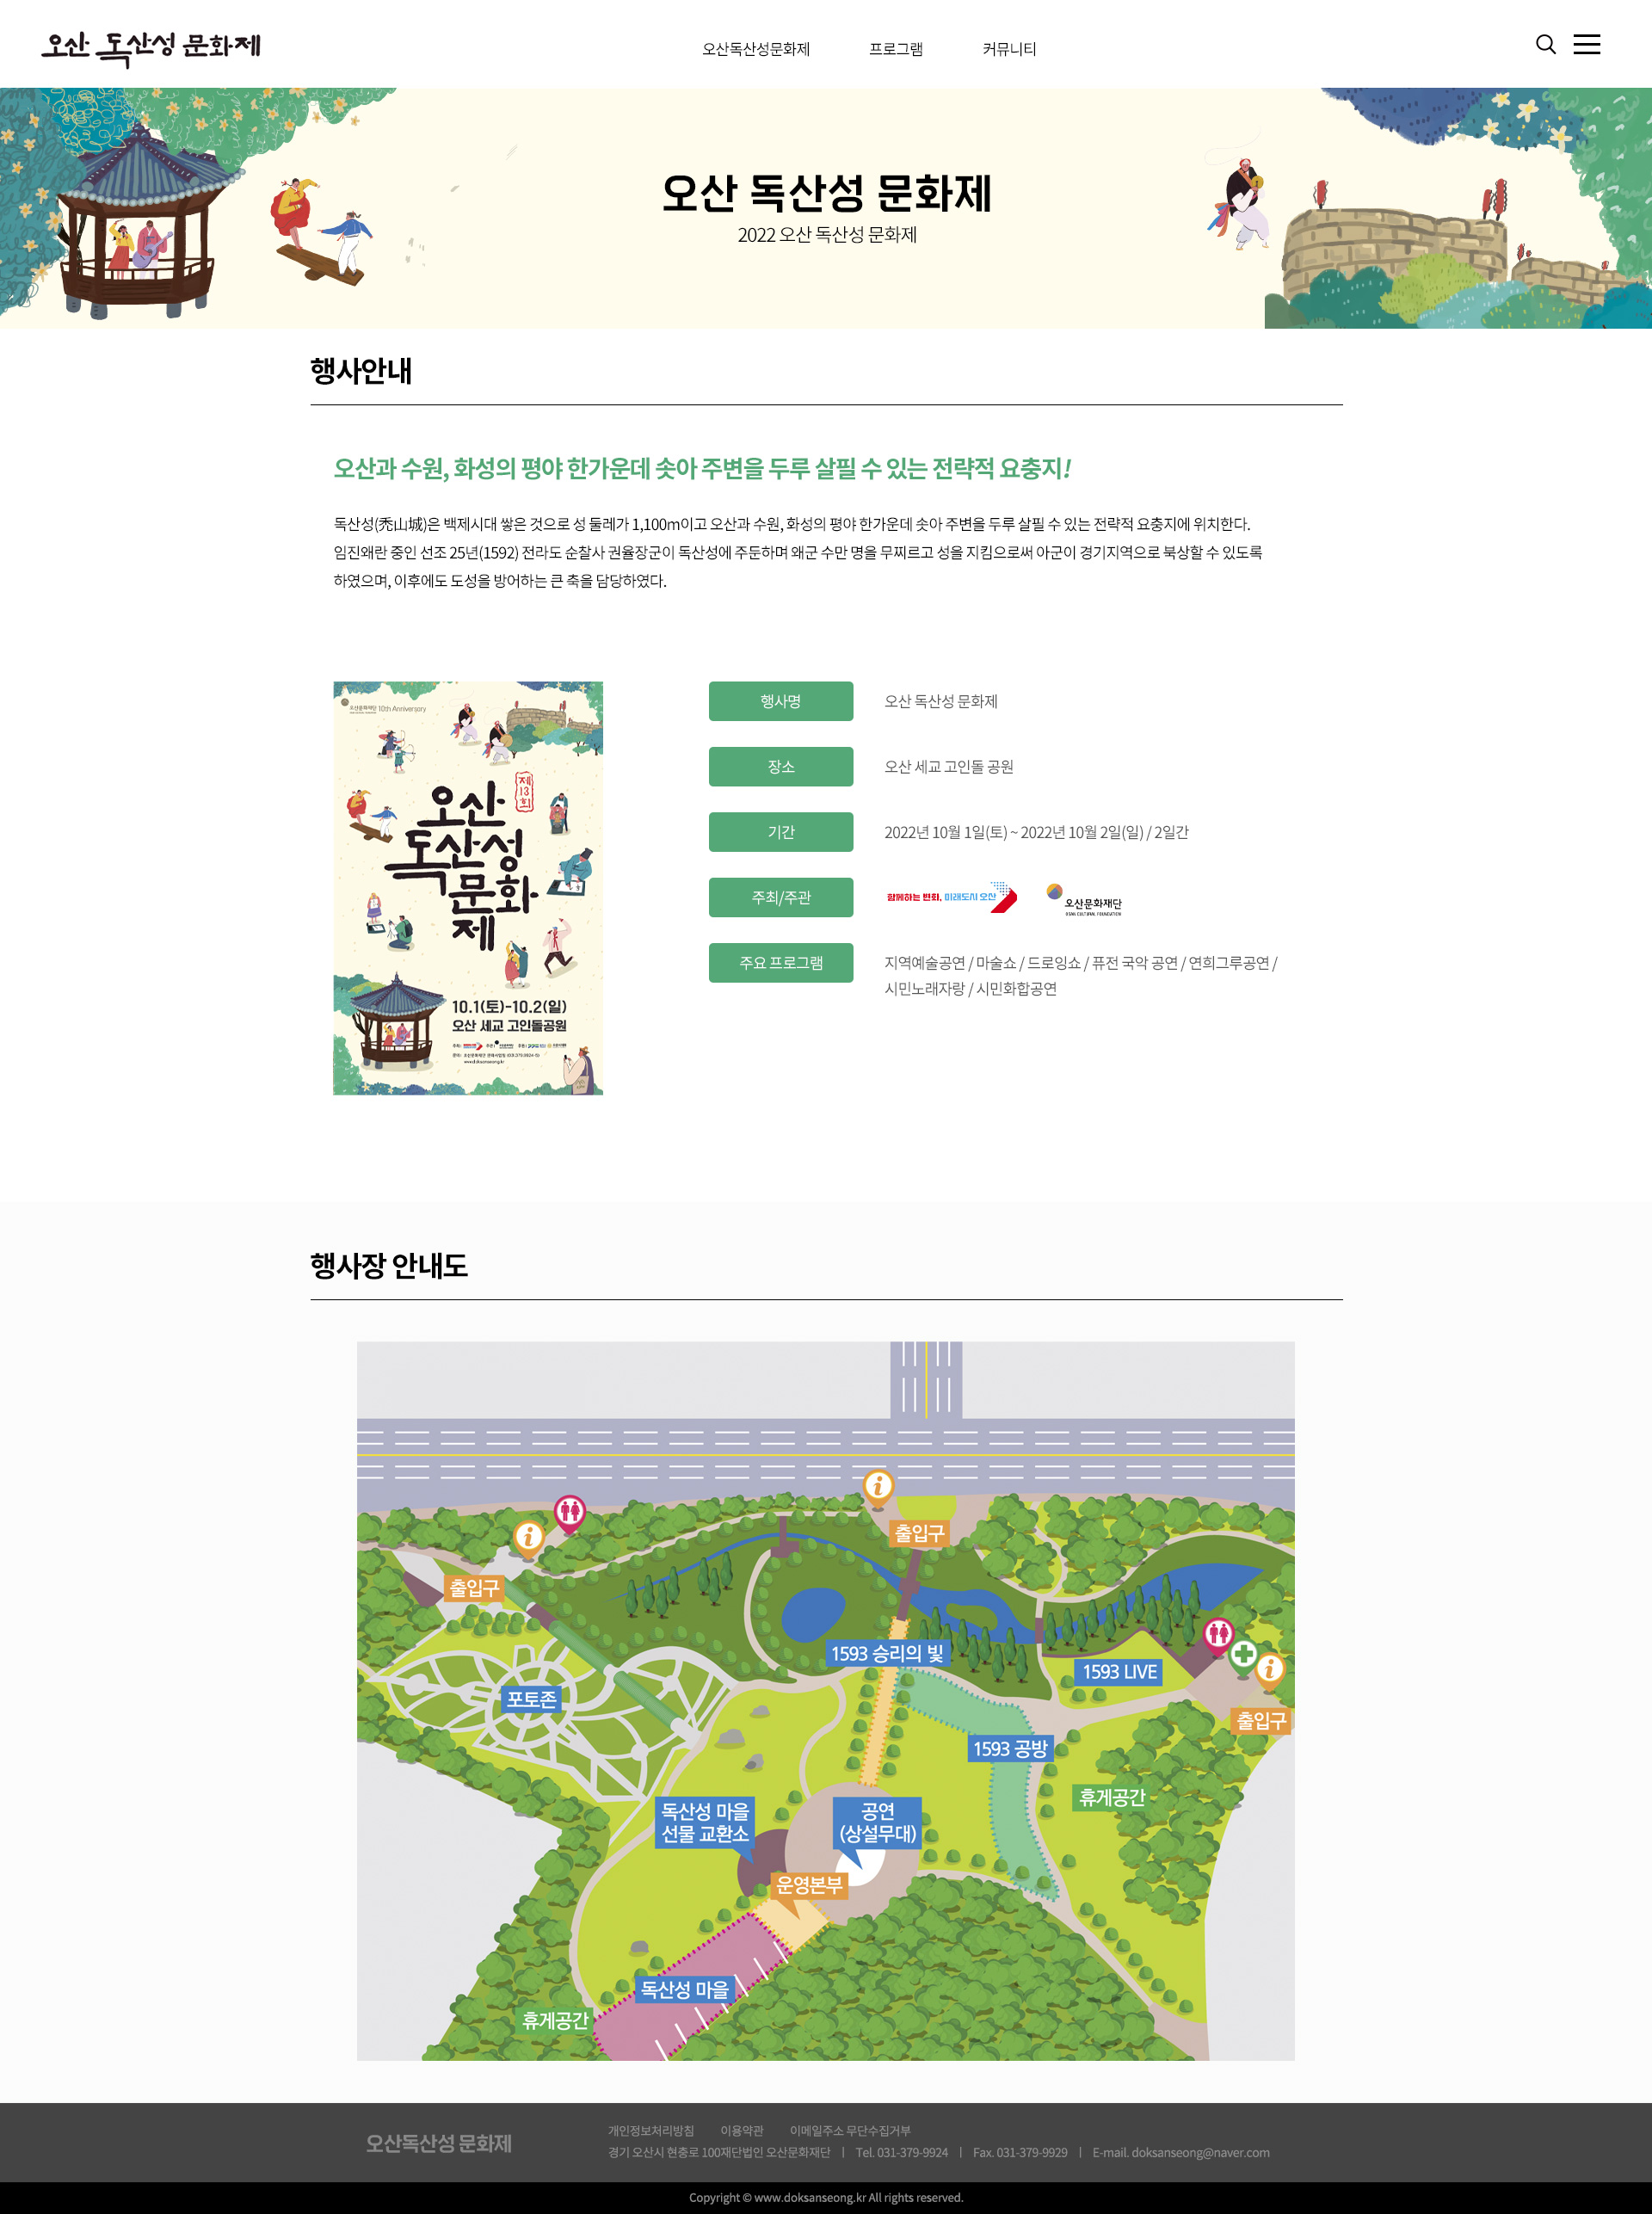 오산 독산성 문화제
오산독산성문화제 프로그램 커뮤니티
오산 독산성 문화제
2022 오산 독산성 문화제
행사안내
오산과 수원, 화성의 평야 한가운데 솟아 주변을 두루 살필 수 있는 전략적 요충지!
독산성(禿山城)은 백제시대 쌓은 것으로 성 둘레가 1,100m이고 오산과 수원, 화성의 평야 한가운데 솟아 주변을 두루 살필 수 있는 전략적 요충지에 위치한다.
임진왜란 중인 선조 25년(1592) 전라도 순찰사 권율장군이 독산성에 주둔하며 왜군 수만 명을 무찌르고 성을 지킴으로써 아군이 경기지역으로 북상할 수 있도록
하였으며, 이후에도 도성을 방어하는 큰 축을 담당하였다.
오산문화재단 10th Anniversary
제13회
오산
독산성
문화
제
10.1(토)-10.2(일)
오산 세교 고인돌공원
행사명 오산 독산성 문화제
장소 오산 세교 고인돌 공원
기간 2022년 10월 1일(토) ~ 2022년 10월 2일(일) / 2일간
주최/주관 함께하는 변화, 미래도시 오산 오산문화재단
OSAN CULTURAL FOUNDATION
주요 프로그램 지역예술공연 / 마술쇼 / 드로잉쇼 / 퓨전 국악 공연 / 연희그루공연 /
시민노래자랑 / 시민화합공연
행사장 안내도
출입구
출입구
1593 승리의 빛
1593 LIVE
포토존
출입구
1593 공방
휴게공간
독산성 마을
선물 교환소
공연
(상설무대)
운영본부
독산성 마을
휴게공간
오산독산성 문화제
개인정보처리방침 이용약관 이메일주소 무단수집거부
경기 오산시 현충로 100재단법인 오산문화재단 | Tel. 031-379-9924 | Fax. 031-379-9929 | E-mail. doksanseong@naver.com
Copyright © www.doksanseong.kr All rights reserved.